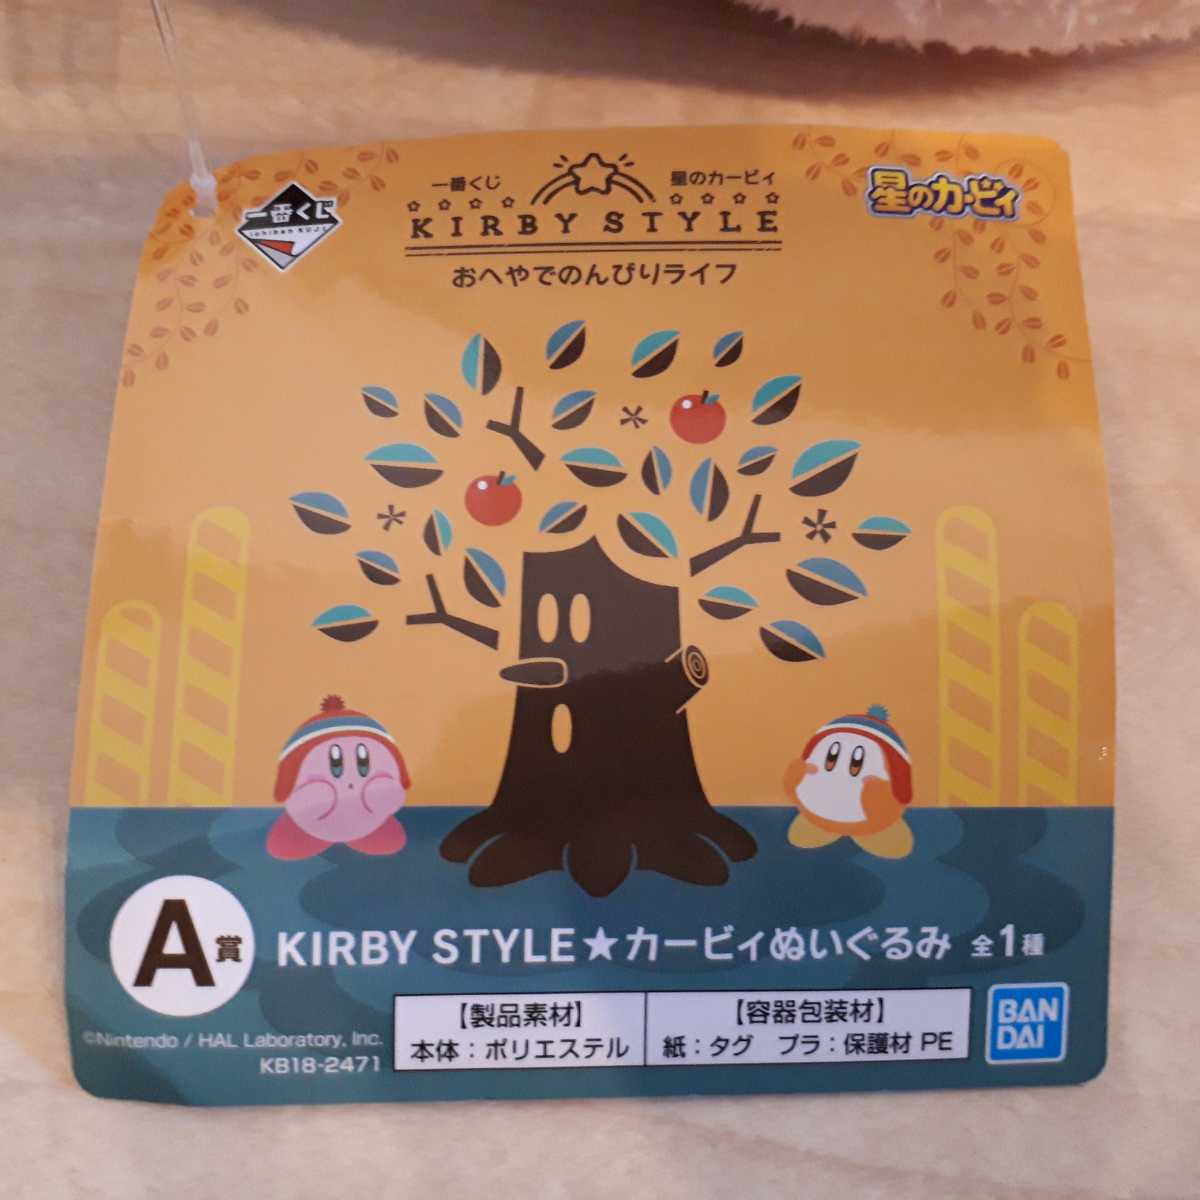 一番くじ
Ichiban KUJI
一番くじ
星のカービィ
KIRBY STYLE
おへやでのんびりライフ
星のカービィ
A賞
KIRBY STYLE★カービィぬいぐるみ 全1種
【製品素材】
本体：ポリエステル
【容器包装材】
紙：タグ プラ：保護材 PE
©Nintendo / HAL Laboratory, Inc.
KB18-2471
BAN
DAI